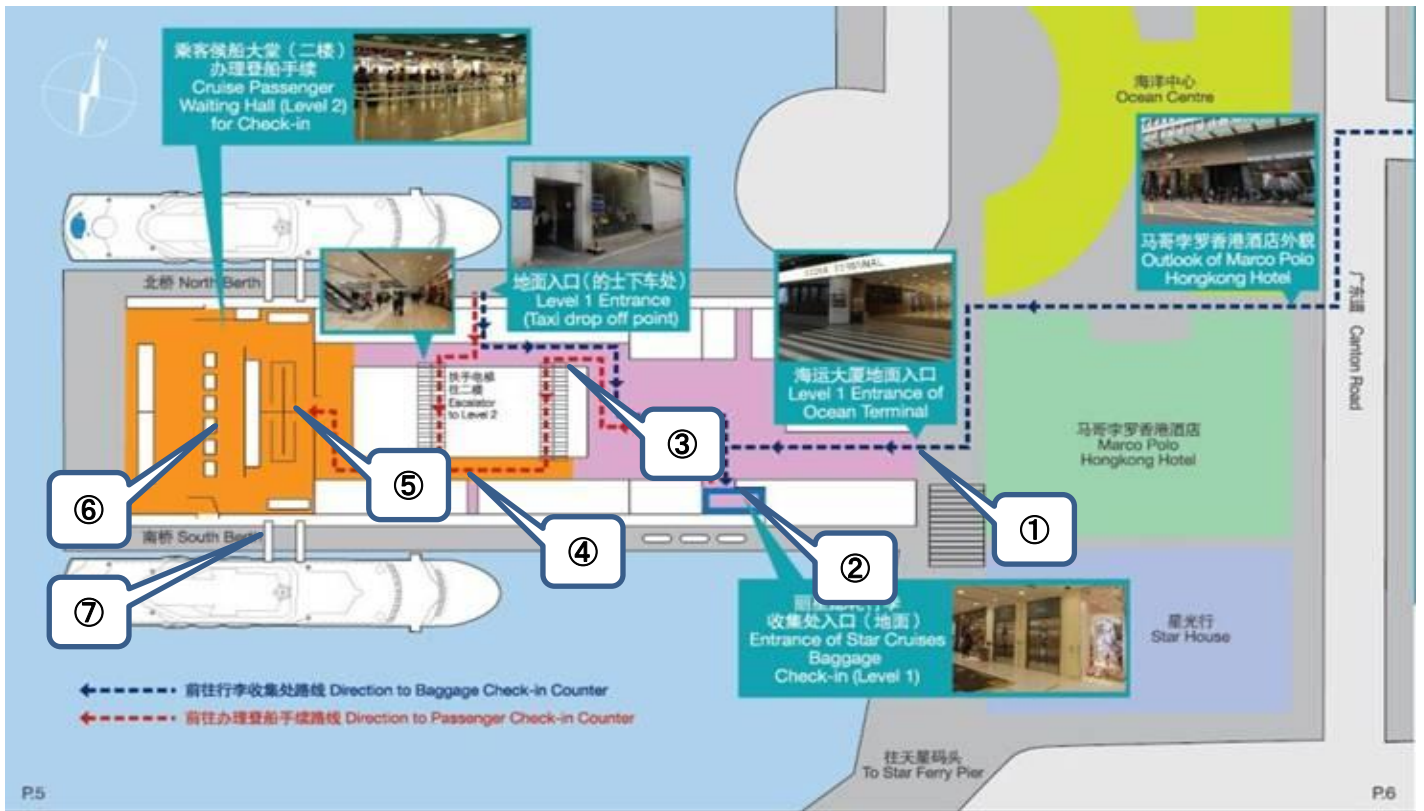 N
乘客候船大堂（二楼）
办理登船手续
Cruise Passenger
Waiting Hall (Level 2)
for Check-in
海洋中心
Ocean Centre
地面入口（的士下车处）
Level 1 Entrance
(Taxi drop off point)
马哥孛罗香港酒店外貌
Outlook of Marco Polo
Hongkong Hotel
北桥 North Berth
广东道 Canton Road
海运大厦地面入口
Level 1 Entrance of
Ocean Terminal
扶手电梯
往二楼
Escalator
to Level 2
马哥孛罗香港酒店
Marco Polo
Hongkong Hotel
③
⑤
⑥
①
④
②
南桥 South Berth
⑦
收集处入口（地面）
Entrance of Star Cruises
Baggage
Check-in (Level 1)
星光行
Star House
前往行李收集处路线 Direction to Baggage Check-in Counter
前往办理登船手续路线 Direction to Passenger Check-in Counter
往天星码头
To Star Ferry Pier
P.5
P.6